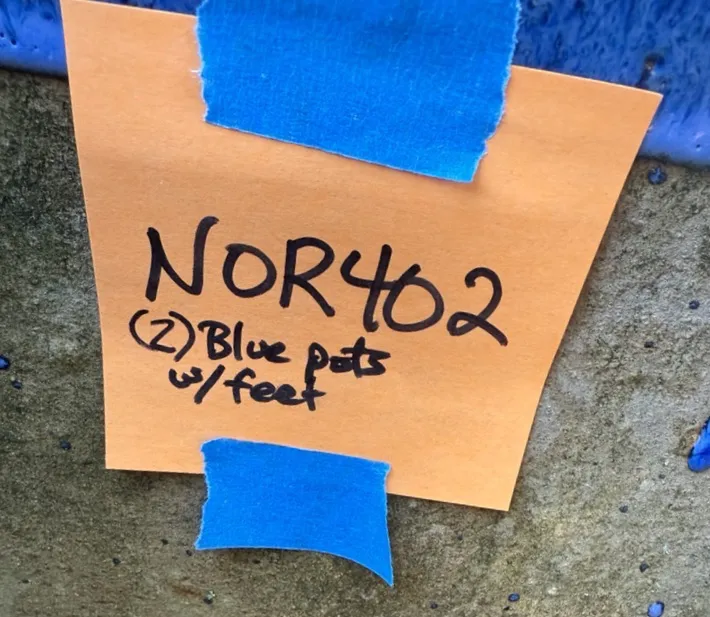 NOR402
(2) Blue pots
w/ feet